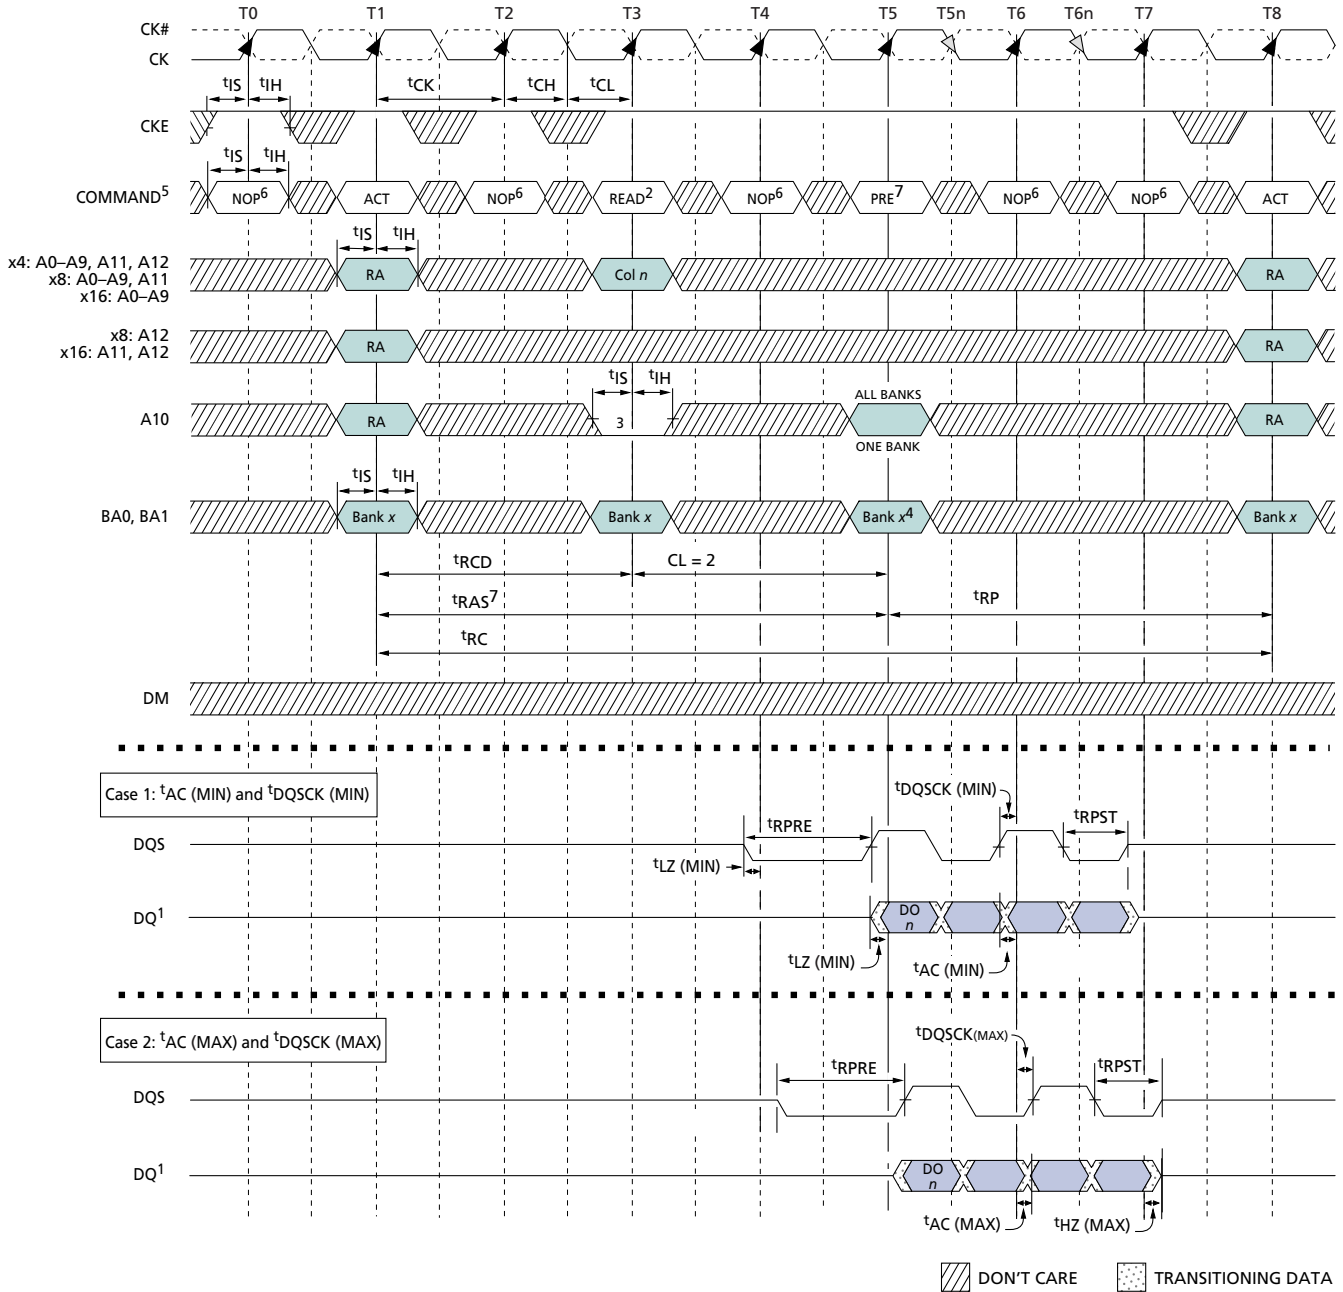 T0 T1 T2 T3 T4 T5 T5n T6 T6n T7 T8
CK#
CK
tIS tIH tCK tCH tCL
CKE
tIS tIH
COMMAND5 NOP6 ACT NOP6 READ2 NOP6 PRE7 NOP6 NOP6 ACT
tIS tIH
x4: A0–A9, A11, A12
x8: A0–A9, A11
x16: A0–A9
RA Col n RA
x8: A12
x16: A11, A12
RA RA
tIS tIH
ALL BANKS
A10 RA 3 RA
ONE BANK
tIS tIH
BA0, BA1 Bank x Bank x Bank x4 Bank x
tRCD CL = 2
tRAS7 tRP
tRC
DM
Case 1: tAC (MIN) and tDQSCK (MIN)
tDQSCK (MIN)
tRPRE tRPST
DQS
tLZ (MIN)
DQ1 DO
n
tLZ (MIN) tAC (MIN)
Case 2: tAC (MAX) and tDQSCK (MAX)
tDQSCK(MAX)
tRPRE tRPST
DQS
DQ1 DO
n
tAC (MAX) tHZ (MAX)
DON'T CARE TRANSITIONING DATA